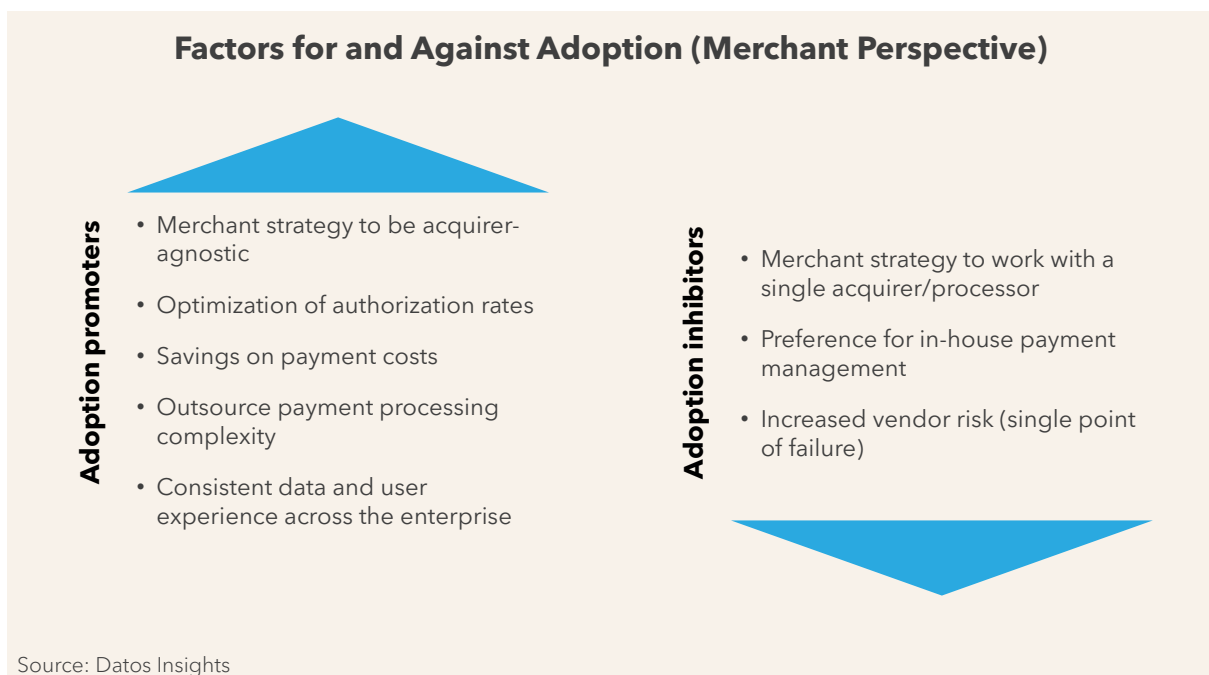 Factors for and Against Adoption (Merchant Perspective)
Adoption promoters
• Merchant strategy to be acquirer-
agnostic
• Optimization of authorization rates
• Savings on payment costs
• Outsource payment processing
complexity
• Consistent data and user
experience across the enterprise
Adoption inhibitors
• Merchant strategy to work with a
single acquirer/processor
• Preference for in-house payment
management
• Increased vendor risk (single point
of failure)
Source: Datos Insights